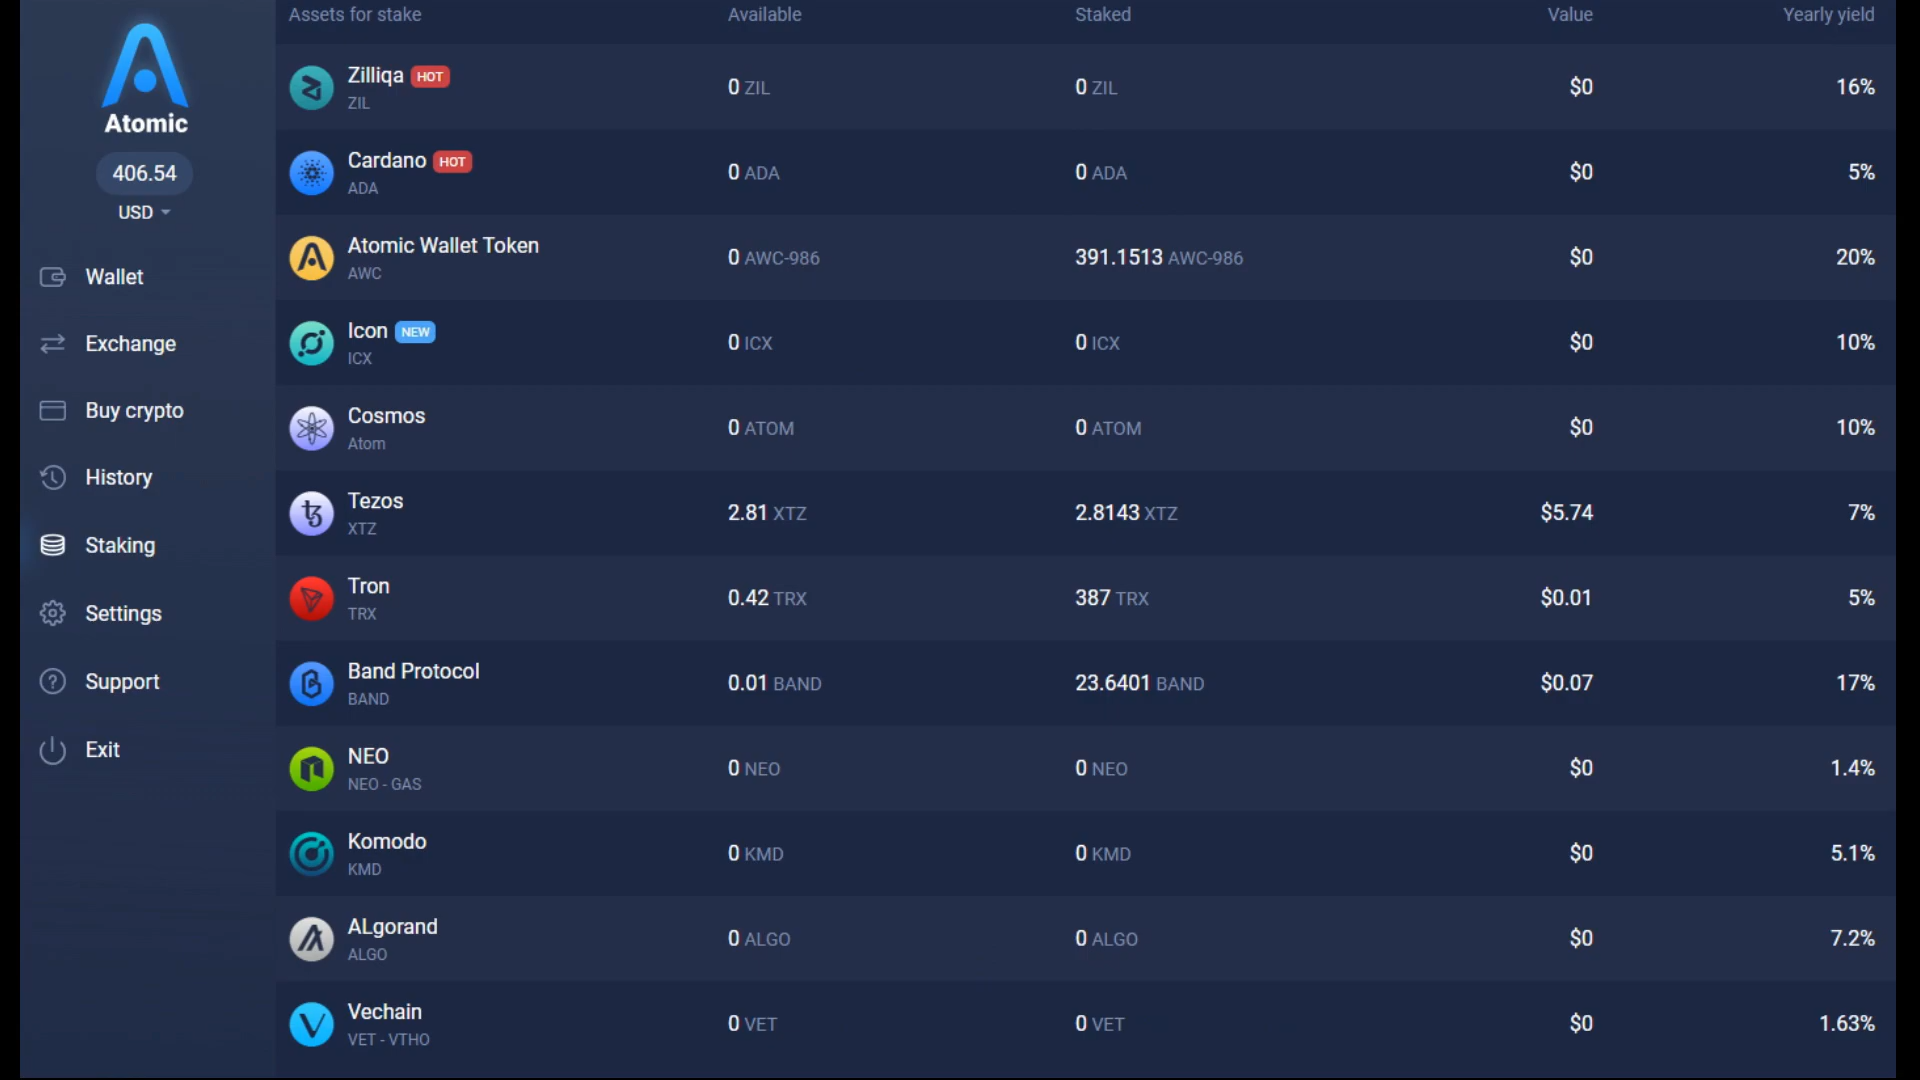 Atomic
406.54
USD
Wallet
Exchange
Buy crypto
History
Staking
Settings
Support
Exit
Assets for stake Available Staked Value Yearly yield
Zilliqa HOT
ZIL
0 ZIL 0 ZIL $0 16%
Cardano HOT
ADA
0 ADA 0 ADA $0 5%
Atomic Wallet Token
AWC
0 AWC-986 391.1513 AWC-986 $0 20%
Icon NEW
ICX
0 ICX 0 ICX $0 10%
Cosmos
Atom
0 ATOM 0 ATOM $0 10%
Tezos
XTZ
2.81 XTZ 2.8143 XTZ $5.74 7%
Tron
TRX
0.42 TRX 387 TRX $0.01 5%
Band Protocol
BAND
0.01 BAND 23.6401 BAND $0.07 17%
NEO
NEO - GAS
0 NEO 0 NEO $0 1.4%
Komodo
KMD
0 KMD 0 KMD $0 5.1%
ALgorand
ALGO
0 ALGO 0 ALGO $0 7.2%
Vechain
VET - VTHO
0 VET 0 VET $0 1.63%